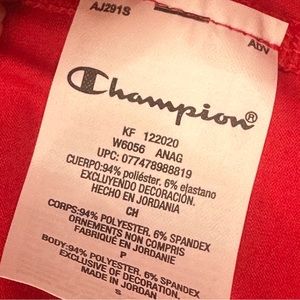 AJ291S
Adv
Champion®
KF 122020
W6056 ANAG
UPC: 077478988819
CUERPO:94% poliéster. 6% elastano
EXCLUYENDO DECORACIÓN.
HECHO EN JORDANIA
CH
CORPS:94% POLYESTER. 6% SPANDEX
ORNEMENTS NON COMPRIS
FABRIQUÉ EN JORDANIE
P
BODY:94% POLYESTER. 6% SPANDEX
EXCLUSIVE OF DECORATION.
MADE IN JORDAN
S